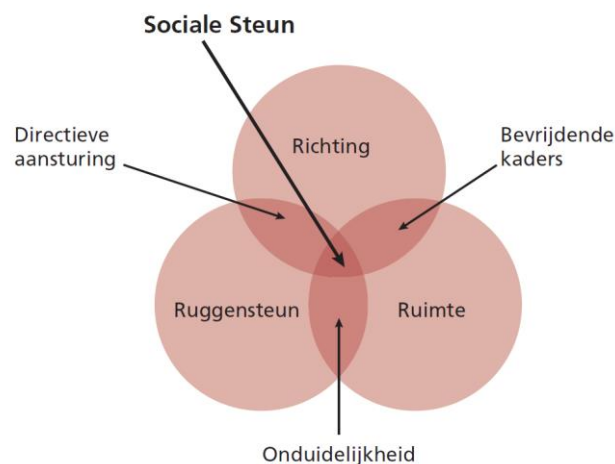 Sociale Steun
Directieve
aansturing
Richting
Bevrijdende
kaders
Ruggensteun
Ruimte
Onduidelijkheid